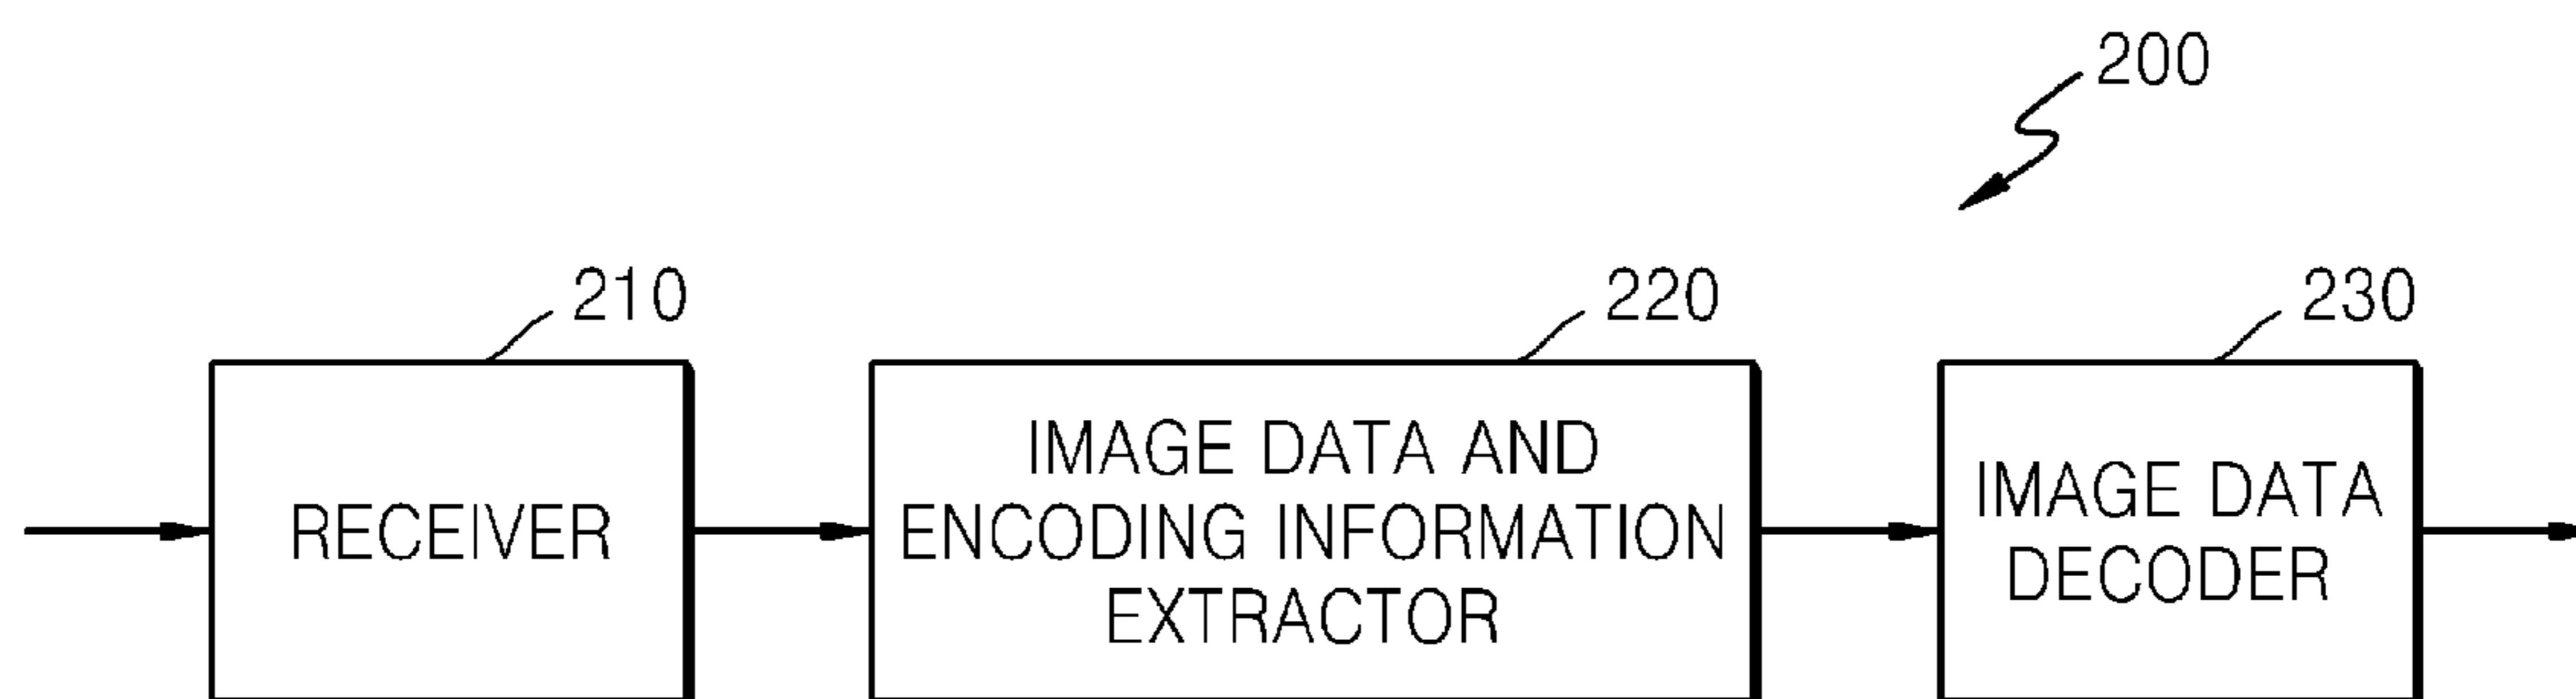 200
210
220
230
RECEIVER
IMAGE DATA AND
ENCODING INFORMATION
EXTRACTOR
IMAGE DATA
DECODER